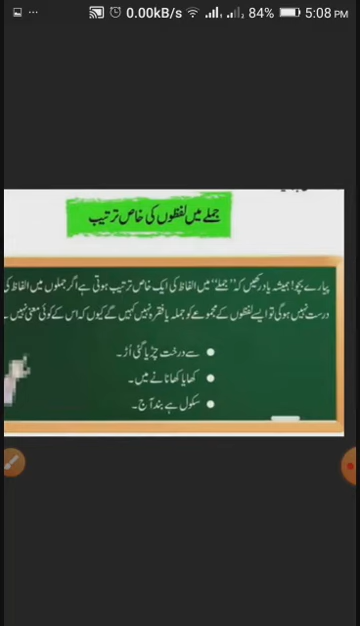 0.00kB/s 84% 5:08 PM
جملے میں لفظوں کی خاص ترتیب
پیارے بچو! ہمیشہ یاد رکھیں کہ "جملے" میں الفاظ کی ایک خاص ترتیب ہوتی ہے اگر جملوں میں الفاظ کی
درست نہیں ہوگی تو ایسے لفظوں کے مجموعے کو جملہ یا فقرہ نہیں کہیں گے کیوں کہ اس کے کوئی معنی نہیں
● سے درخت چڑیا گئی اُڑ۔
● کھایا کھانا نے میں۔
● سکول ہے بند آج۔